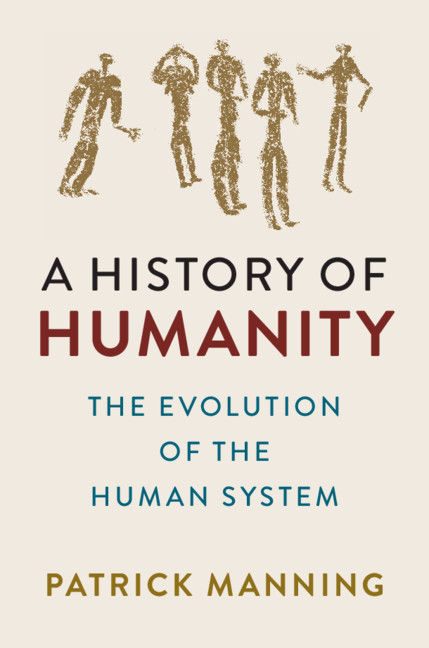 A HISTORY OF
HUMANITY
THE EVOLUTION
OF THE
HUMAN SYSTEM
PATRICK MANNING